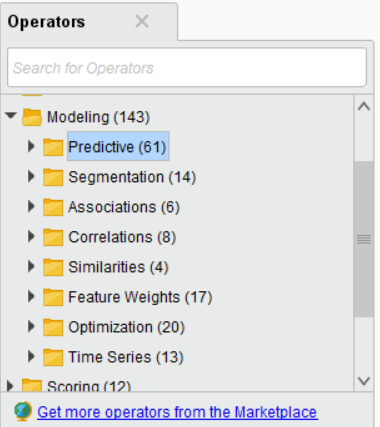 Operators
Search for Operators
Modeling (143)
Predictive (61)
Segmentation (14)
Associations (6)
Correlations (8)
Similarities (4)
Feature Weights (17)
Optimization (20)
Time Series (13)
Scoring (12)
Get more operators from the Marketplace